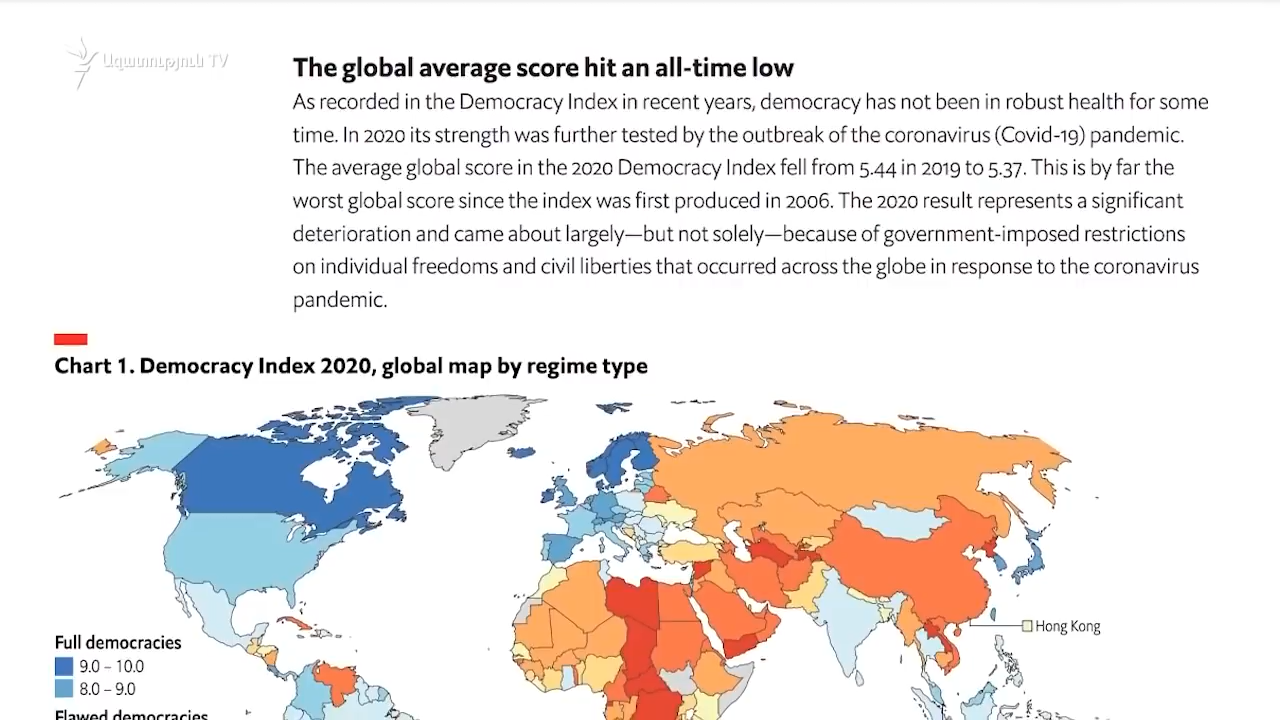 Ազատություն TV
The global average score hit an all-time low
As recorded in the Democracy Index in recent years, democracy has not been in robust health for some
time. In 2020 its strength was further tested by the outbreak of the coronavirus (Covid-19) pandemic.
The average global score in the 2020 Democracy Index fell from 5.44 in 2019 to 5.37. This is by far the
worst global score since the index was first produced in 2006. The 2020 result represents a significant
deterioration and came about largely—but not solely—because of government-imposed restrictions
on individual freedoms and civil liberties that occurred across the globe in response to the coronavirus
pandemic.
Chart 1. Democracy Index 2020, global map by regime type
Hong Kong
Full democracies
9.0 – 10.0
8.0 – 9.0
Flawed democracies